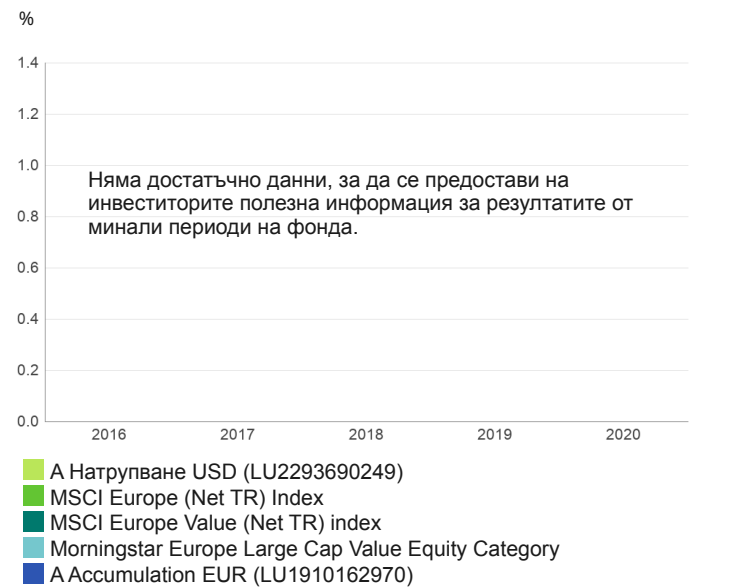 %
1.4
1.2
1.0
Няма достатъчно данни, за да се предостави на
инвеститорите полезна информация за резултатите от
минали периоди на фонда.
0.8
0.6
0.4
0.2
0.0
2016 2017 2018 2019 2020
А Натрупване USD (LU2293690249)
MSCI Europe (Net TR) Index
MSCI Europe Value (Net TR) index
Morningstar Europe Large Cap Value Equity Category
A Accumulation EUR (LU1910162970)